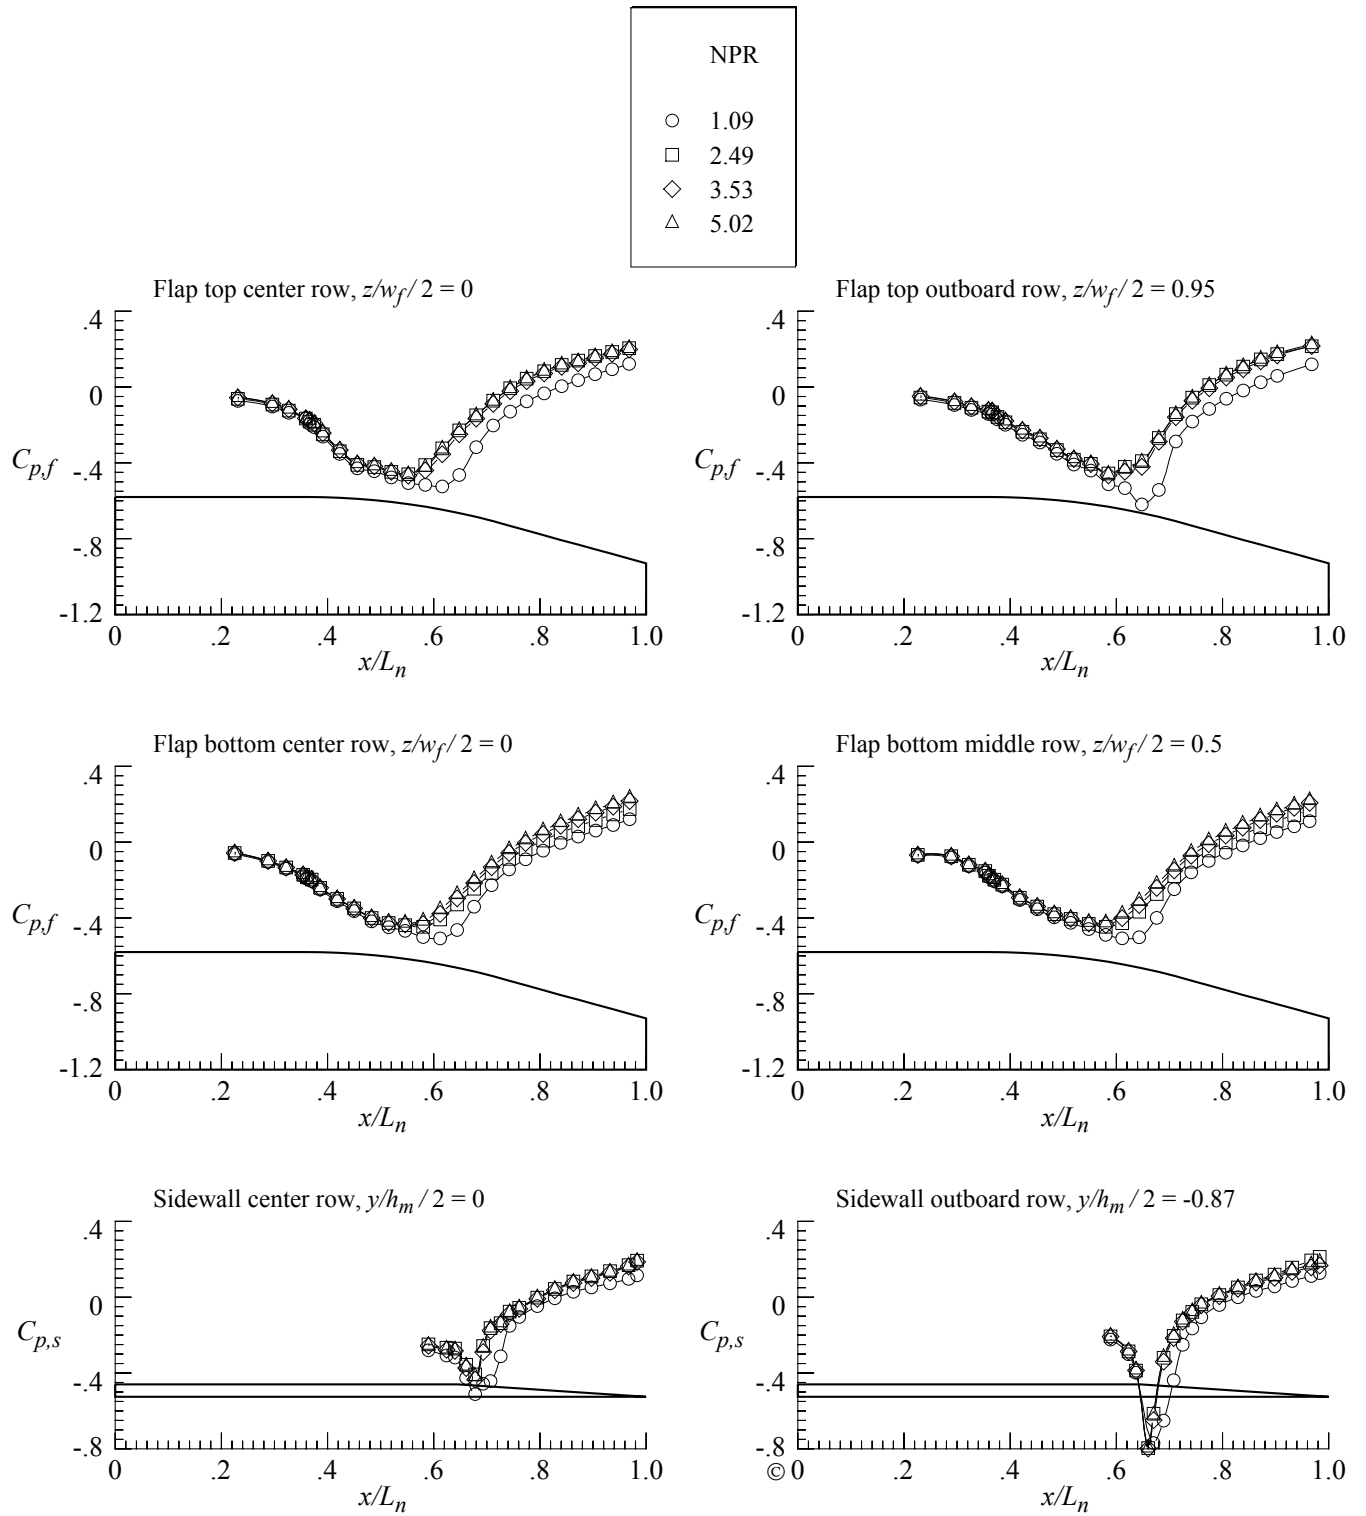 NPR
1.09
2.49
3.53
5.02
Flap top center row, z/w_f / 2 = 0
.4
0
-.4
-.8
-1.2
C_p,f
0 .2 .4 .6 .8 1.0
x/L_n
Flap top outboard row, z/w_f / 2 = 0.95
.4
0
-.4
-.8
-1.2
C_p,f
0 .2 .4 .6 .8 1.0
x/L_n
Flap bottom center row, z/w_f / 2 = 0
.4
0
-.4
-.8
-1.2
C_p,f
0 .2 .4 .6 .8 1.0
x/L_n
Flap bottom middle row, z/w_f / 2 = 0.5
.4
0
-.4
-.8
-1.2
C_p,f
0 .2 .4 .6 .8 1.0
x/L_n
Sidewall center row, y/h_m / 2 = 0
.4
0
-.4
-.8
C_p,s
0 .2 .4 .6 .8 1.0
x/L_n
Sidewall outboard row, y/h_m / 2 = -0.87
.4
0
-.4
-.8
C_p,s
© 0 .2 .4 .6 .8 1.0
x/L_n